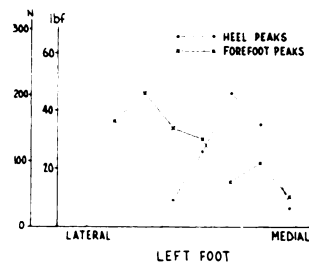 N lbf
300
60
HEEL PEAKS
FOREFOOT PEAKS
200
40
100
20
0
LATERAL MEDIAL
LEFT FOOT